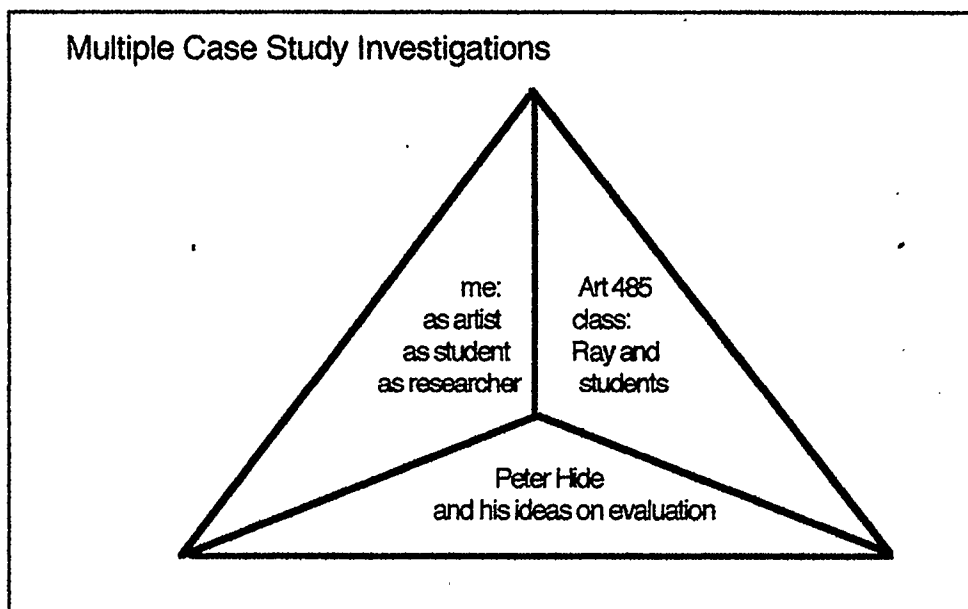 Multiple Case Study Investigations
me:
as artist
as student
as researcher
Art 485
class:
Ray and
students
Peter Hide
and his ideas on evaluation